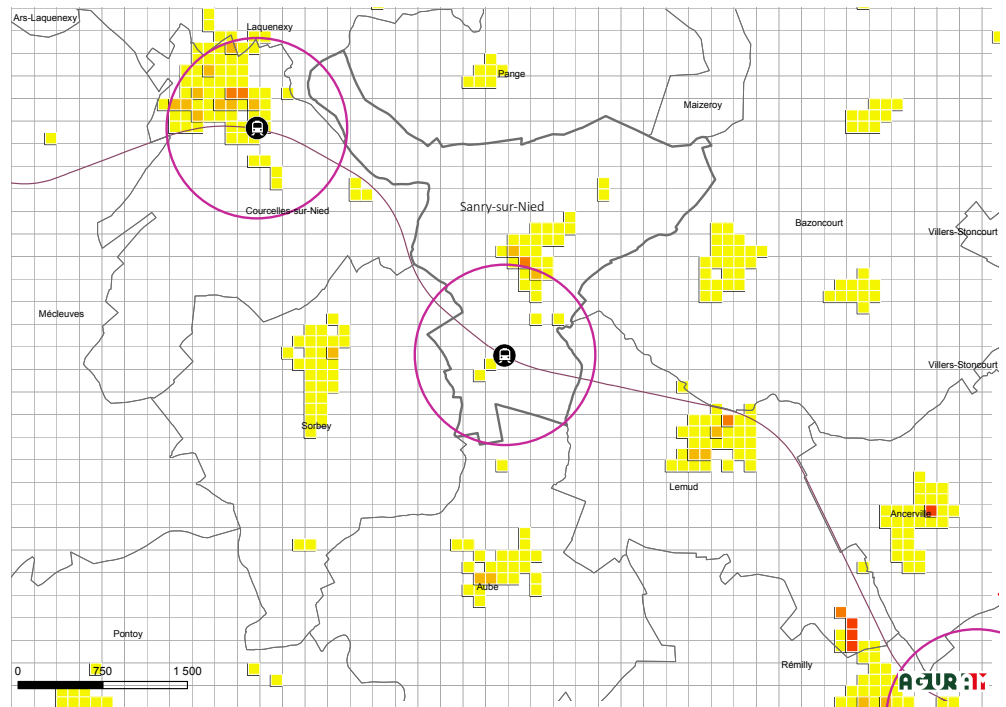 Ars-Laquenexy
Laquenexy
Pange
Maizeroy
Sanry-sur-Nied
Courcelles-sur-Nied
Bazoncourt
Villers-Stoncourt
Mécleuves
Villers-Stoncourt
Sorbey
Lemud
Ancerville
Aube
Pontoy
Rémilly
0 750 1 500
AGURAM